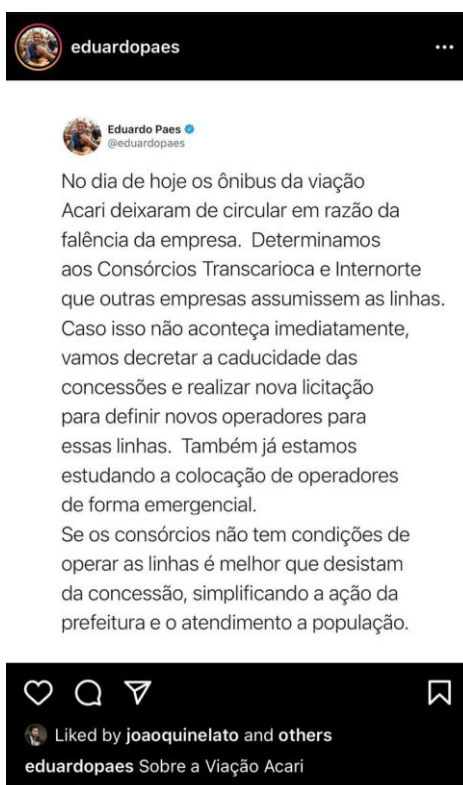 eduardopaes
Eduardo Paes
@eduardopaes
No dia de hoje os ônibus da viação
Acari deixaram de circular em razão da
falência da empresa. Determinamos
aos Consórcios Transcarioca e Internorte
que outras empresas assumissem as linhas.
Caso isso não aconteça imediatamente,
vamos decretar a caducidade das
concessões e realizar nova licitação
para definir novos operadores para
essas linhas. Também já estamos
estudando a colocação de operadores
de forma emergencial.
Se os consórcios não tem condições de
operar as linhas é melhor que desistam
da concessão, simplificando a ação da
prefeitura e o atendimento a população.
Liked by joaoquinelato and others
eduardopaes Sobre a Viação Acari